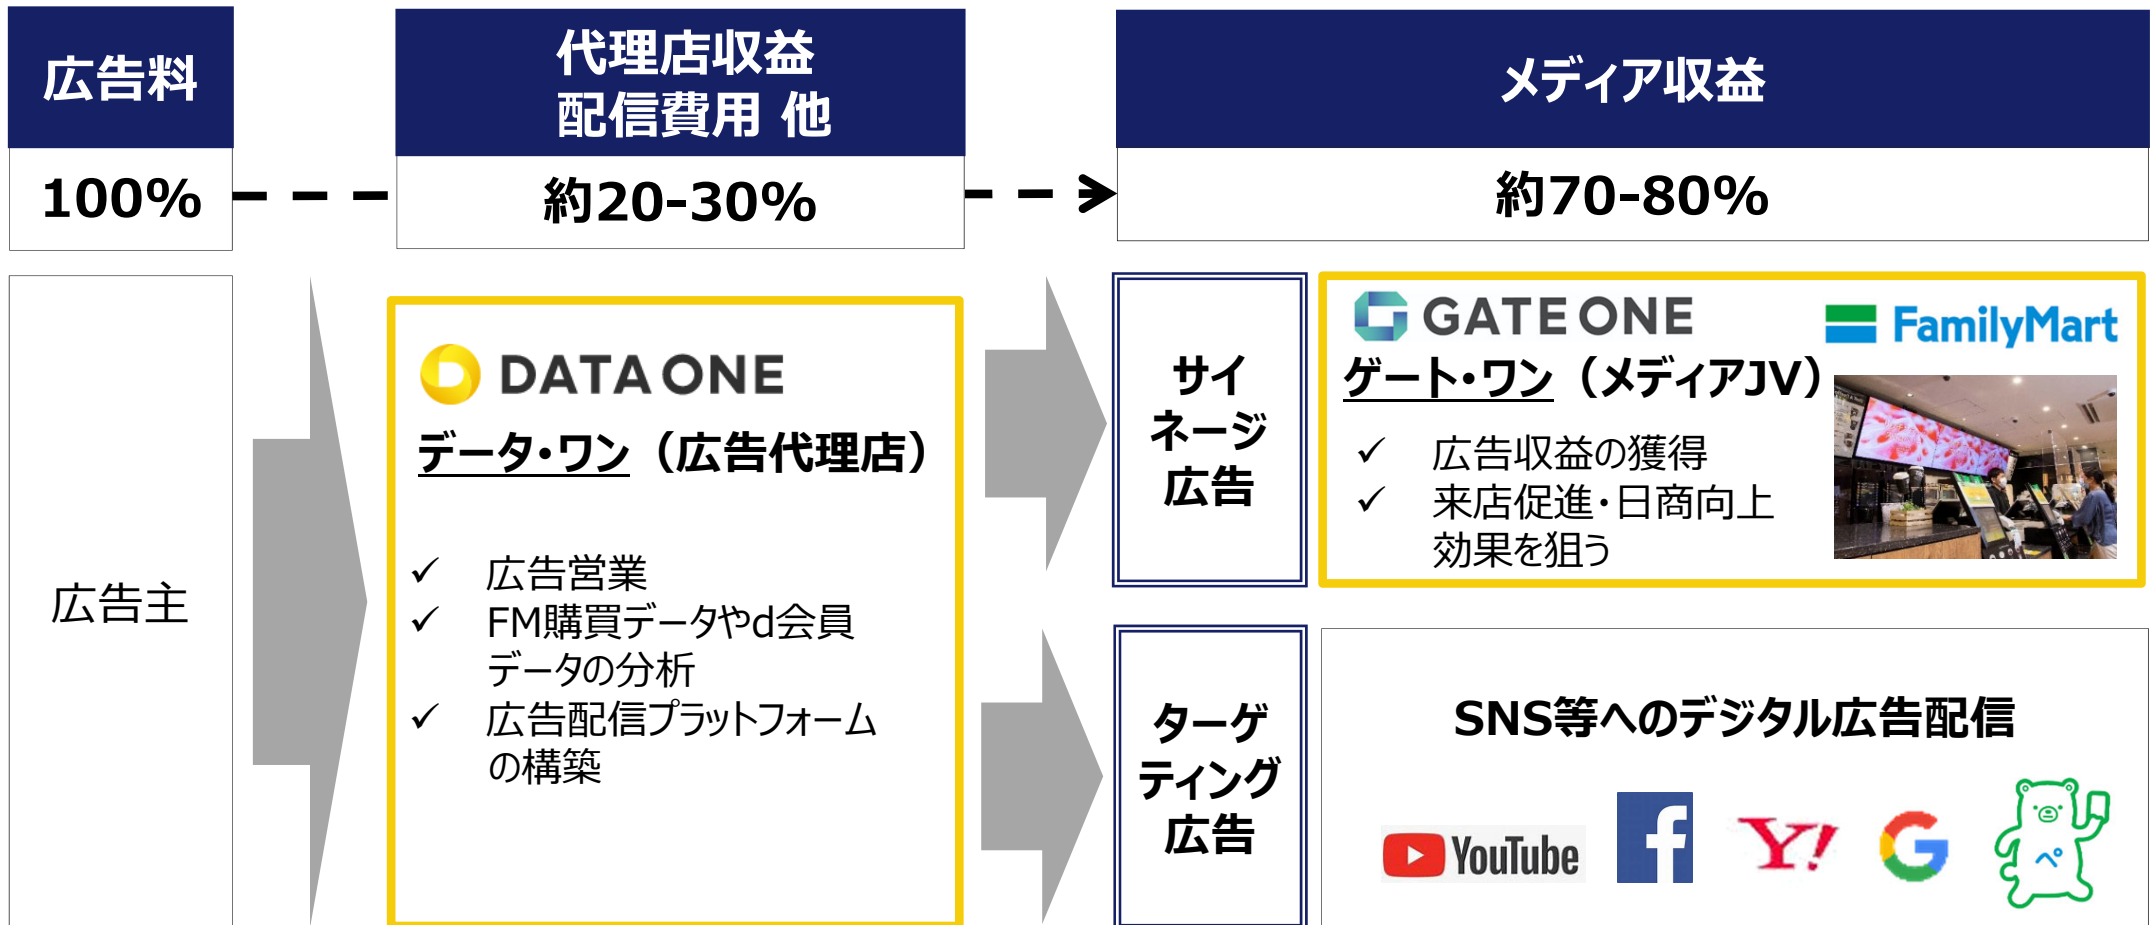 広告料
代理店収益
配信費用 他
メディア収益
100%
約20-30%
約70-80%
広告主
DATA ONE
データ・ワン（広告代理店）
✓ 広告営業
✓ FM購買データやd会員
データの分析
✓ 広告配信プラットフォーム
の構築
サイ
ネージ
広告
GATE ONE
FamilyMart
ゲート・ワン（メディアJV）
✓ 広告収益の獲得
✓ 来店促進・日商向上
効果を狙う
ターゲ
ティング
広告
SNS等へのデジタル広告配信
YouTube
f
Y!
G
ペ